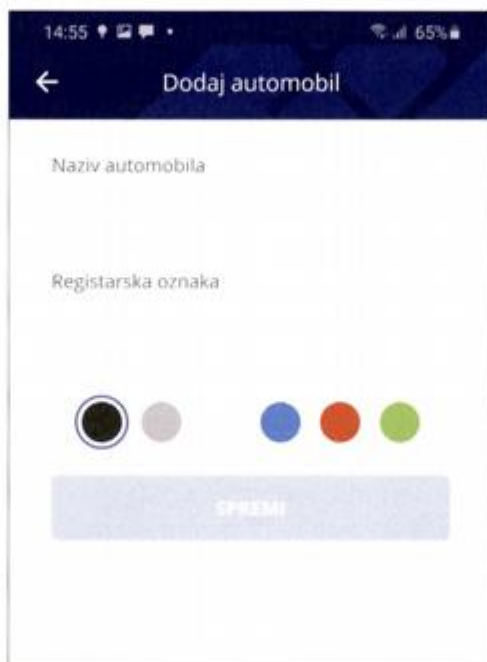 14:55 65%
Dodaj automobil
Naziv automobila
Registarska oznaka
SPREMI